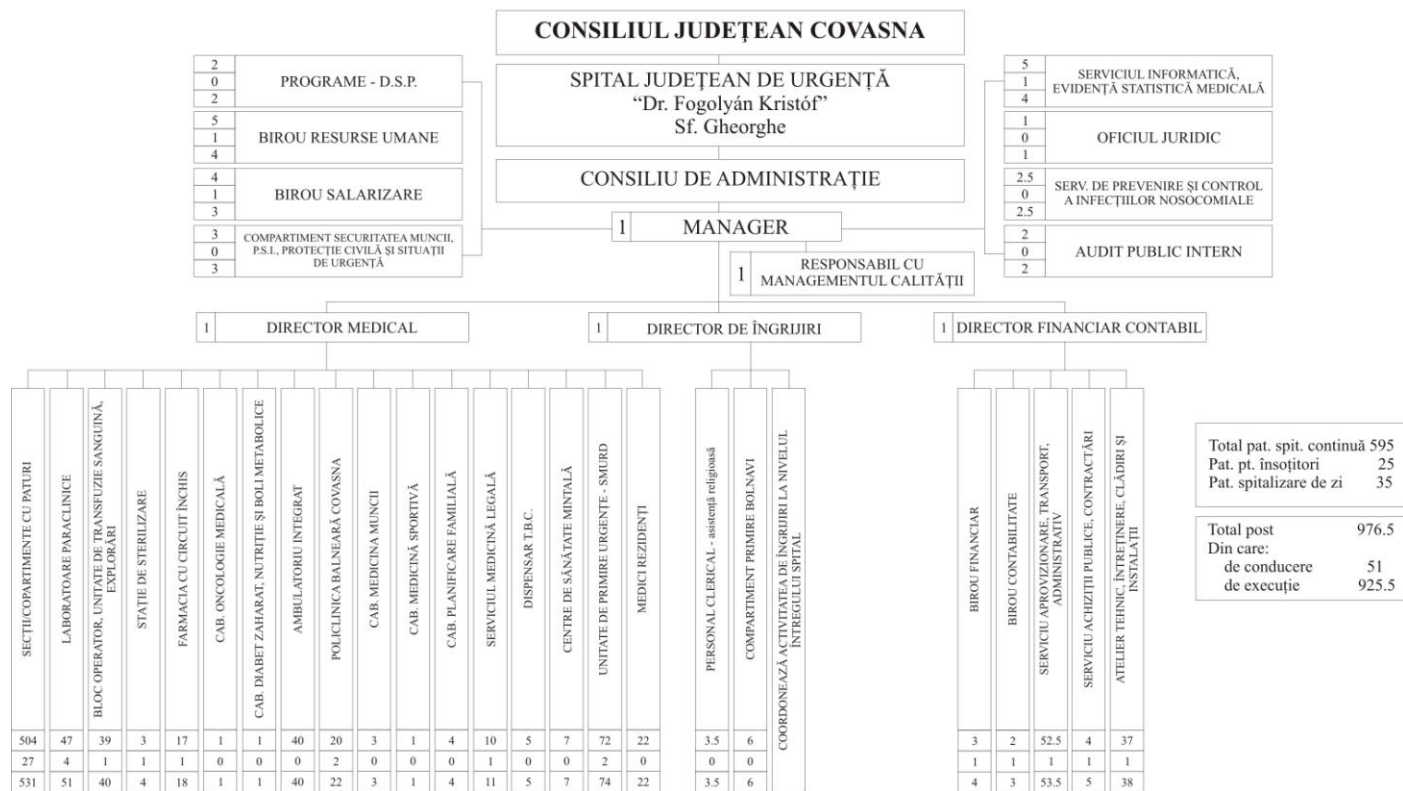 CONSILIUL JUDEȚEAN COVASNA
SPITAL JUDEȚEAN DE URGENȚĂ
“Dr. Fogolyán Kristóf”
Sf. Gheorghe
CONSILIU DE ADMINISTRAȚIE
1 MANAGER
1 RESPONSABIL CU
MANAGEMENTUL CALITĂȚII
2
0
2
PROGRAME - D.S.P.
5
1
4
BIROU RESURSE UMANE
4
1
3
BIROU SALARIZARE
3
0
3
COMPARTIMENT SECURITATEA MUNCII,
P.S.I., PROTECȚIE CIVILĂ ȘI SITUAȚII
DE URGENȚĂ
5
1
4
SERVICIUL INFORMATICĂ,
EVIDENȚĂ STATISTICĂ MEDICALĂ
1
0
1
OFICIUL JURIDIC
2.5
0
2.5
SERV. DE PREVENIRE ȘI CONTROL
A INFECȚIILOR NOSOCOMIALE
2
0
2
AUDIT PUBLIC INTERN
1 DIRECTOR MEDICAL
1 DIRECTOR DE ÎNGRIJIRI
1 DIRECTOR FINANCIAR CONTABIL
SECȚII/COPARTIMENTE CU PATURI
504
27
531
LABORATOARE PARACLINICE
47
4
51
BLOC OPERATOR, UNITATE DE TRANSFUZIE SANGUINĂ,
EXPLORĂRI
39
1
40
STAȚIE DE STERILIZARE
3
1
4
FARMACIA CU CIRCUIT ÎNCHIS
17
1
18
CAB. ONCOLOGIE MEDICALĂ
1
0
1
CAB. DIABET ZAHARAT, NUTRIȚIE ȘI BOLI METABOLICE
1
0
1
AMBULATORIU INTEGRAT
40
0
40
POLICLINICA BALNEARĂ COVASNA
20
2
22
CAB. MEDICINA MUNCII
3
0
3
CAB. MEDICINĂ SPORTIVĂ
1
0
1
CAB. PLANIFICARE FAMILIALĂ
4
0
4
SERVICIUL MEDICINĂ LEGALĂ
10
1
11
DISPENSAR T.B.C.
5
0
5
CENTRE DE SĂNĂTATE MINTALĂ
7
0
7
UNITATE DE PRIMIRE URGENTE - SMURD
72
2
74
MEDICI REZIDENȚI
22
0
22
PERSONAL CLERICAL - asistență religioasă
3.5
0
3.5
COMPARTIMENT PRIMIRE BOLNAVI
6
0
6
COORDONEAZĂ ACTIVITATEA DE ÎNGRIJIRI LA NIVELUL
ÎNTREGULUI SPITAL
BIROU FINANCIAR
3
1
4
BIROU CONTABILITATE
2
1
3
SERVICIU APROVIZIONARE, TRANSPORT,
ADMINISTRATIV
52.5
1
53.5
SERVICIU ACHIZIȚII PUBLICE, CONTRACTĂRI
4
1
5
ATELIER TEHNIC, ÎNTREȚINERE, CLĂDIRI ȘI
INSTALAȚII
37
1
38
Total pat. spit. continuă 595
Pat. pt. însoțitori 25
Pat. spitalizare de zi 35
Total post 976.5
Din care:
de conducere 51
de execuție 925.5